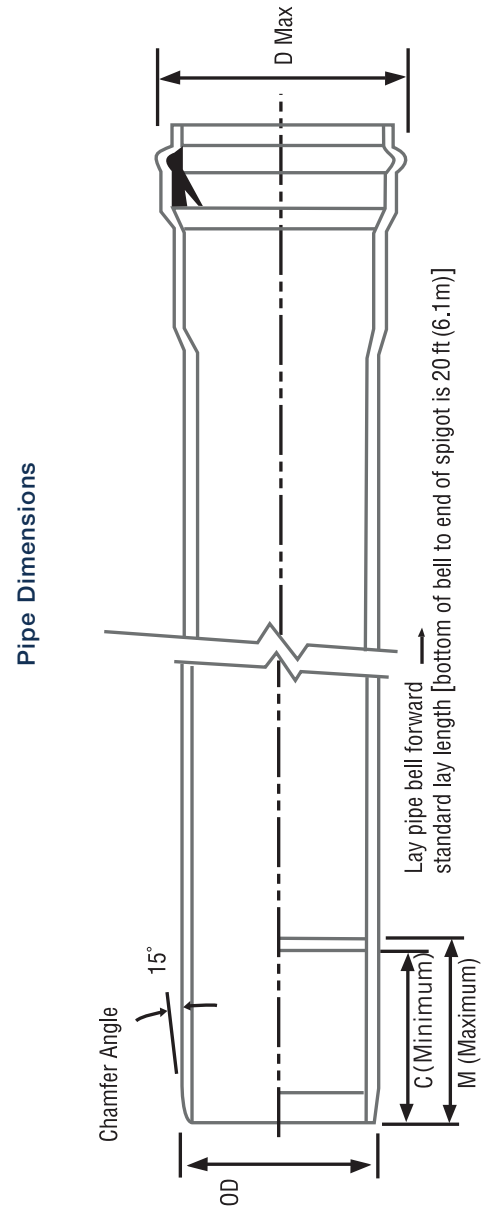 Pipe Dimensions
Chamfer Angle
15°
D Max
OD
Lay pipe bell forward
standard lay length [bottom of bell to end of spigot is 20 ft (6.1m)]
C (Minimum)
M (Maximum)